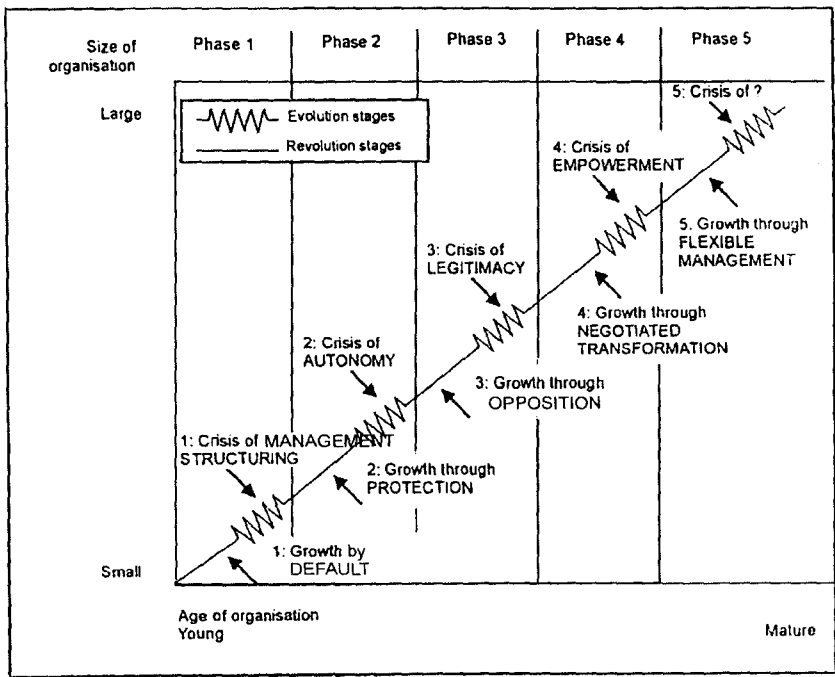 Size of
organisation
Phase 1
Phase 2
Phase 3
Phase 4
Phase 5
Large
Evolution stages
Revolution stages
5: Crisis of ?
4: Crisis of
EMPOWERMENT
5. Growth through
FLEXIBLE
MANAGEMENT
3: Crisis of
LEGITIMACY
4: Growth through
NEGOTIATED
TRANSFORMATION
2: Crisis of
AUTONOMY
3: Growth through
OPPOSITION
1: Crisis of MANAGEMENT
STRUCTURING
2: Growth through
PROTECTION
1: Growth by
DEFAULT
Small
Age of organisation
Young
Mature